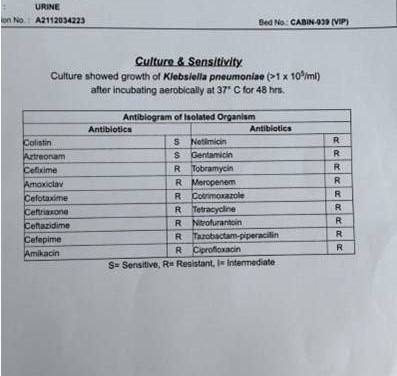 : URINE
ion No. : A2112034223 Bed No.: CABIN-939 (VIP)
Culture & Sensitivity
Culture showed growth of Klebsiella pneumoniae (>1 x 10⁵/ml)
after incubating aerobically at 37° C for 48 hrs.
Antibiogram of Isolated Organism
Antibiotics Antibiotics
Colistin S Netilmicin R
Aztreonam S Gentamicin R
Cefixime R Tobramycin R
Amoxiclav R Meropenem R
Cefotaxime R Cotrimoxazole R
Ceftriaxone R Tetracycline R
Ceftazidime R Nitrofurantoin R
Cefepime R Tazobactam-piperacillin R
Amikacin R Ciprofloxacin R
S= Sensitive, R= Resistant, I= Intermediate